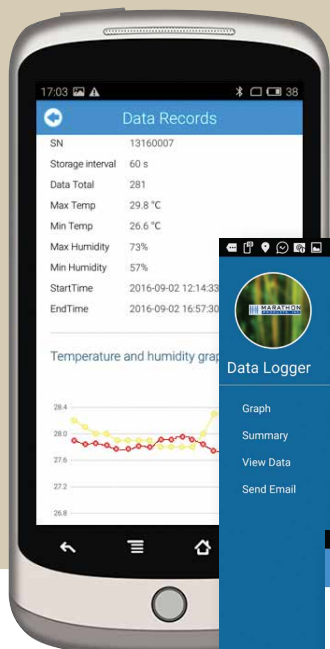 17:03 38
Data Records
SN 13160007
Storage interval 60 s
Data Total 281
Max Temp 29.8 ℃
Min Temp 26.6 ℃
Max Humidity 73%
Min Humidity 57%
StartTime 2016-09-02 12:14:33
EndTime 2016-09-02 16:57:30
Temperature and humidity grap
28.4
28.0
27.6
27.2
26.8
MARATHON
PRODUCTS, INC.
Data Logger
Graph
Summary
View Data
Send Email